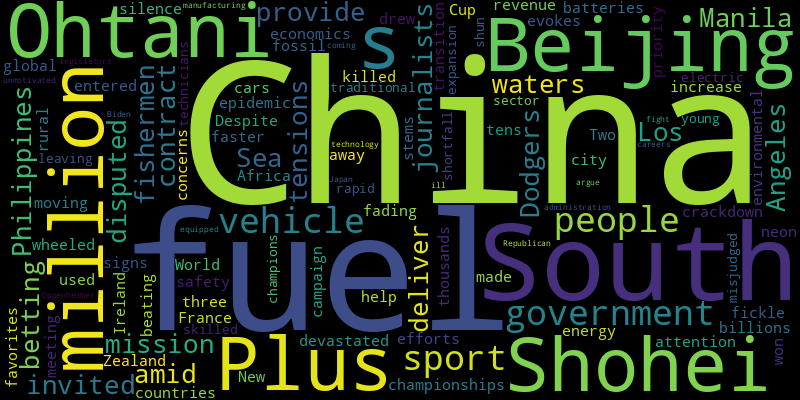 Ohtani
silence
manufacturing
provide
s
journalists
drew
Cup
shun
transition
expansion
revenue
evokes
batteries
Beijing
priority
Manila
global
unmotivated
legislators
economics
fossil
coming
entered
million
Biden
fishermen
contract
technicians
concerns
cars
epidemic
Despite
faster
Sea
Africa
tensions
killed
traditional
technology
away
Japan
rapid
China
stems
ill
shortfall
waters
sector
tens
Dodgers
Two
city
argue
electric
increase
fight
Los
young
careers
environmental
Angeles
Philippines
rural
leaving
disputed
moving
wheeled
signs
used
betting
favorites
meeting
Oppenheimer
Ireland
beating
mission
Zealand
amid
invited
countries
fuel
equipped
vehicle
World
safety
three
France
skilled
New
champions
campaign
fading
help
devastated
deliver
thousands
efforts
Plus
sport
championships
people
administration
crackdown
Republican
South
made
government
energy
Shohei
misjudged
neon
fickle
billions
attention
won